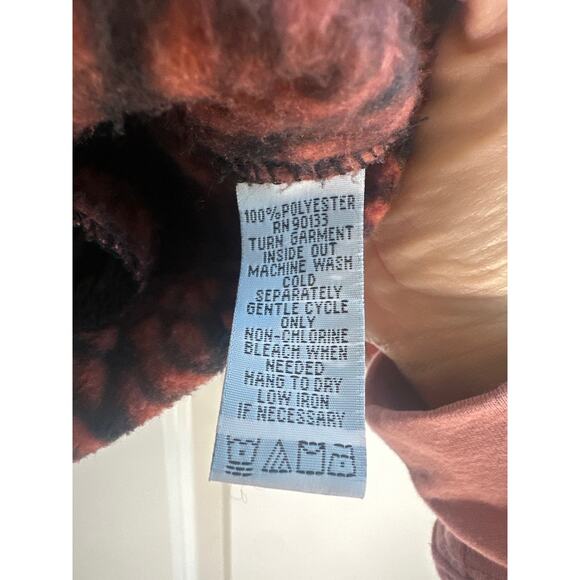 100% POLYESTER
RN 90133
TURN GARMENT
INSIDE OUT
MACHINE WASH
COLD
SEPARATELY
GENTLE CYCLE
ONLY
NON-CHLORINE
BLEACH WHEN
NEEDED
HANG TO DRY
LOW IRON
IF NECESSARY